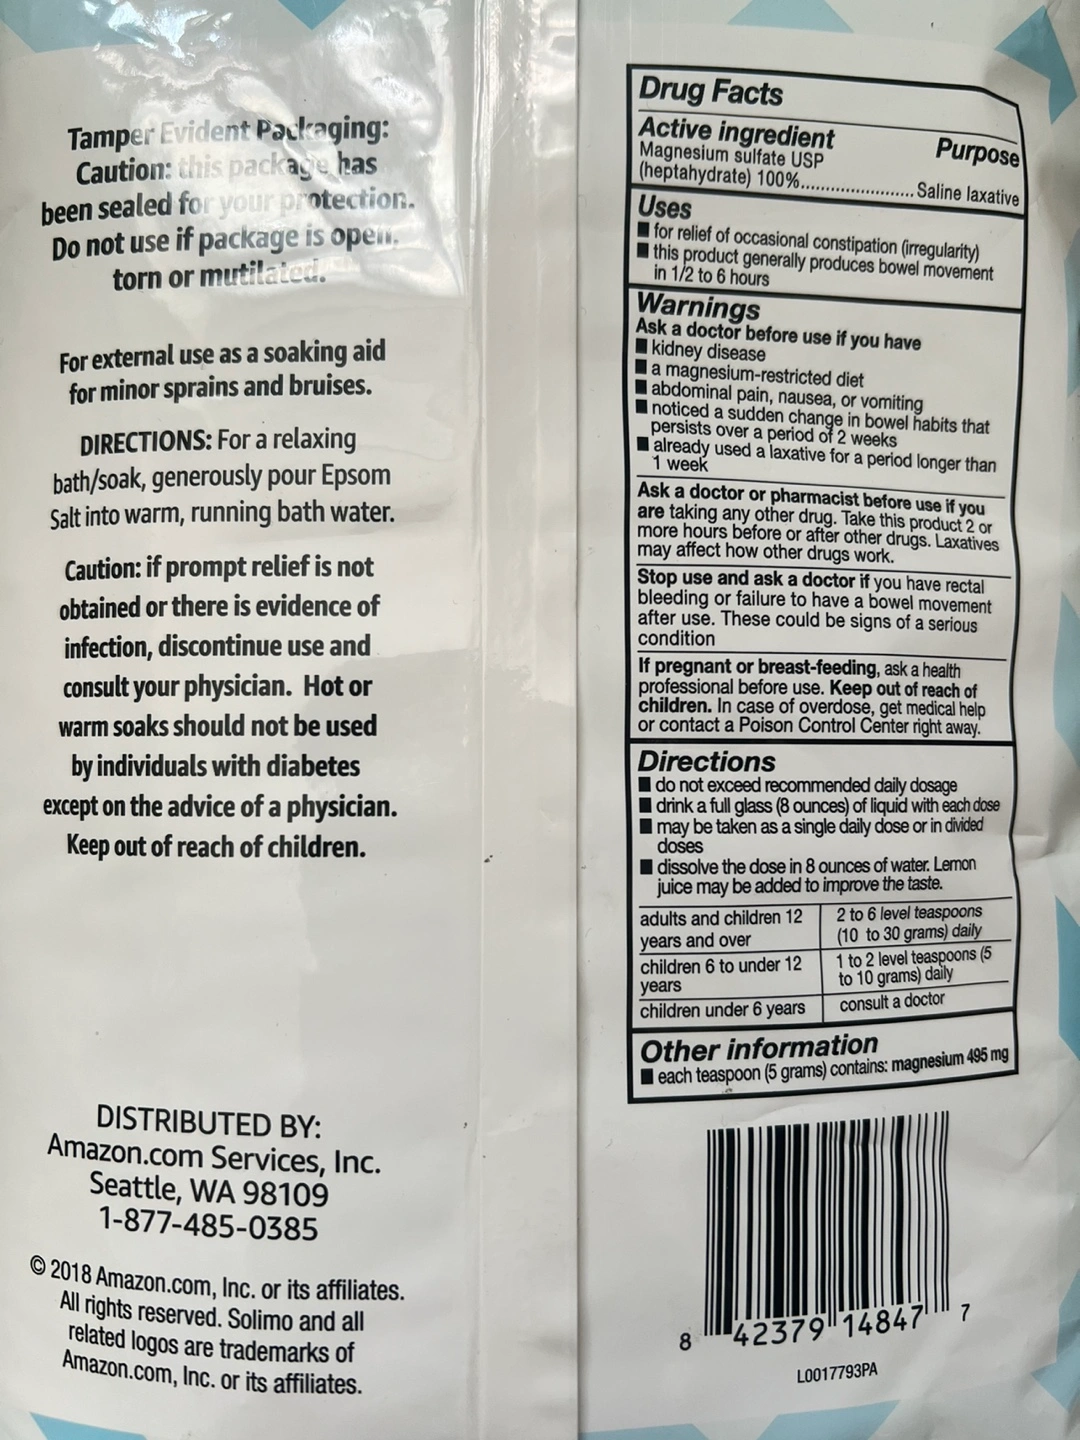 Tamper Evident Packaging:
Caution: this package has
been sealed for your protection.
Do not use if package is open,
torn or mutilated.
For external use as a soaking aid
for minor sprains and bruises.
DIRECTIONS: For a relaxing
bath/soak, generously pour Epsom
Salt into warm, running bath water.
Caution: if prompt relief is not
obtained or there is evidence of
infection, discontinue use and
consult your physician. Hot or
warm soaks should not be used
by individuals with diabetes
except on the advice of a physician.
Keep out of reach of children.
DISTRIBUTED BY:
Amazon.com Services, Inc.
Seattle, WA 98109
1-877-485-0385
© 2018 Amazon.com, Inc. or its affiliates.
All rights reserved. Solimo and all
related logos are trademarks of
Amazon.com, Inc. or its affiliates.
Drug Facts
Active ingredient Purpose
Magnesium sulfate USP
(heptahydrate) 100%....................... Saline laxative
Uses
■ for relief of occasional constipation (irregularity)
■ this product generally produces bowel movement
in 1/2 to 6 hours
Warnings
Ask a doctor before use if you have
■ kidney disease
■ a magnesium-restricted diet
■ abdominal pain, nausea, or vomiting
■ noticed a sudden change in bowel habits that
persists over a period of 2 weeks
■ already used a laxative for a period longer than
1 week
Ask a doctor or pharmacist before use if you
are taking any other drug. Take this product 2 or
more hours before or after other drugs. Laxatives
may affect how other drugs work.
Stop use and ask a doctor if you have rectal
bleeding or failure to have a bowel movement
after use. These could be signs of a serious
condition
If pregnant or breast-feeding, ask a health
professional before use. Keep out of reach of
children. In case of overdose, get medical help
or contact a Poison Control Center right away.
Directions
■ do not exceed recommended daily dosage
■ drink a full glass (8 ounces) of liquid with each dose
■ may be taken as a single daily dose or in divided
doses
■ dissolve the dose in 8 ounces of water. Lemon
juice may be added to improve the taste.
adults and children 12 2 to 6 level teaspoons
years and over (10 to 30 grams) daily
children 6 to under 12 1 to 2 level teaspoons (5
years to 10 grams) daily
children under 6 years consult a doctor
Other information
■ each teaspoon (5 grams) contains: magnesium 495 mg
8 42379 14847 7
L0017793PA